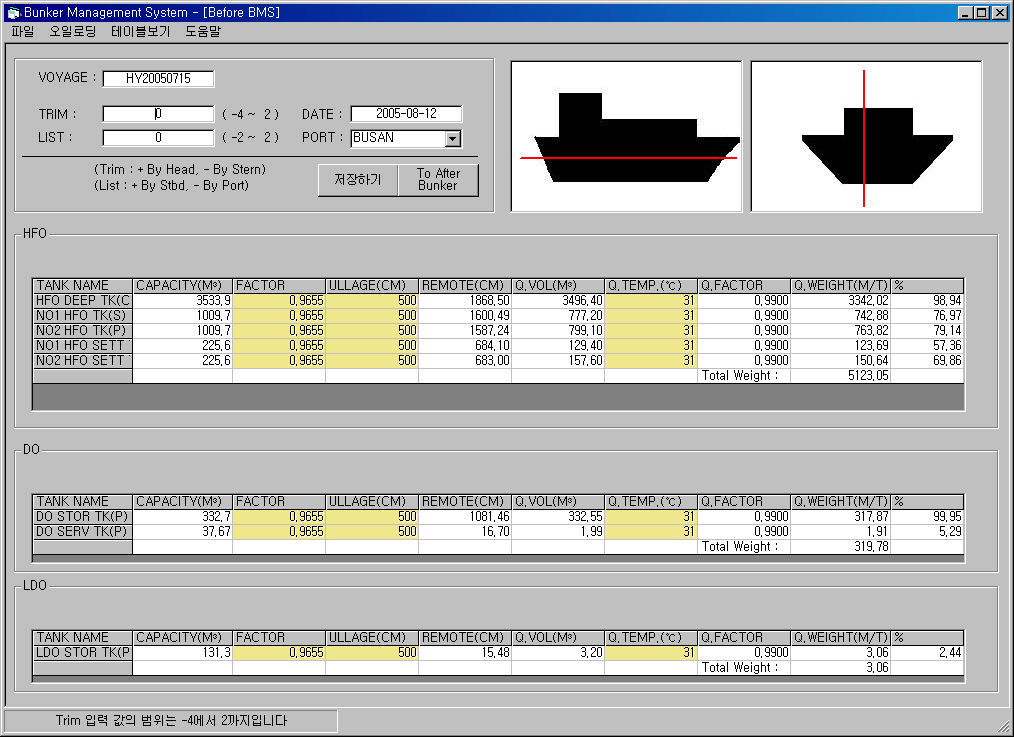 Bunker Management System - [Before BMS]
파일 오일로딩 테이블보기 도움말
VOYAGE : HY20050715
TRIM : 0 ( -4 ~ 2 ) DATE : 2005-08-12
LIST : 0 ( -2 ~ 2 ) PORT : BUSAN
(Trim : + By Head, - By Stern)
(List : + By Stbd, - By Port)
저장하기
To After
Bunker
HFO
TANK NAME CAPACITY(M³) FACTOR ULLAGE(CM) REMOTE(CM) Q.VOL(M³) Q.TEMP.(℃) Q.FACTOR Q.WEIGHT(M/T) %
HFO DEEP TK(C 3533.9 0.9655 500 1868.50 3496.40 31 0.9900 3342.02 98.94
NO1 HFO TK(S) 1009.7 0.9655 500 1600.49 777.20 31 0.9900 742.88 76.97
NO2 HFO TK(P) 1009.7 0.9655 500 1587.24 799.10 31 0.9900 763.82 79.14
NO1 HFO SETT 225.6 0.9655 500 684.10 129.40 31 0.9900 123.69 57.36
NO2 HFO SETT 225.6 0.9655 500 683.00 157.60 31 0.9900 150.64 69.86
Total Weight : 5123.05
DO
TANK NAME CAPACITY(M³) FACTOR ULLAGE(CM) REMOTE(CM) Q.VOL(M³) Q.TEMP.(℃) Q.FACTOR Q.WEIGHT(M/T) %
DO STOR TK(P) 332.7 0.9655 500 1081.46 332.55 31 0.9900 317.87 99.95
DO SERV TK(P) 37.67 0.9655 500 16.70 1.99 31 0.9900 1.91 5.29
Total Weight : 319.78
LDO
TANK NAME CAPACITY(M³) FACTOR ULLAGE(CM) REMOTE(CM) Q.VOL(M³) Q.TEMP.(℃) Q.FACTOR Q.WEIGHT(M/T) %
LDO STOR TK(P 131.3 0.9655 500 15.48 3.20 31 0.9900 3.06 2.44
Total Weight : 3.06
Trim 입력 값의 범위는 -4에서 2까지입니다